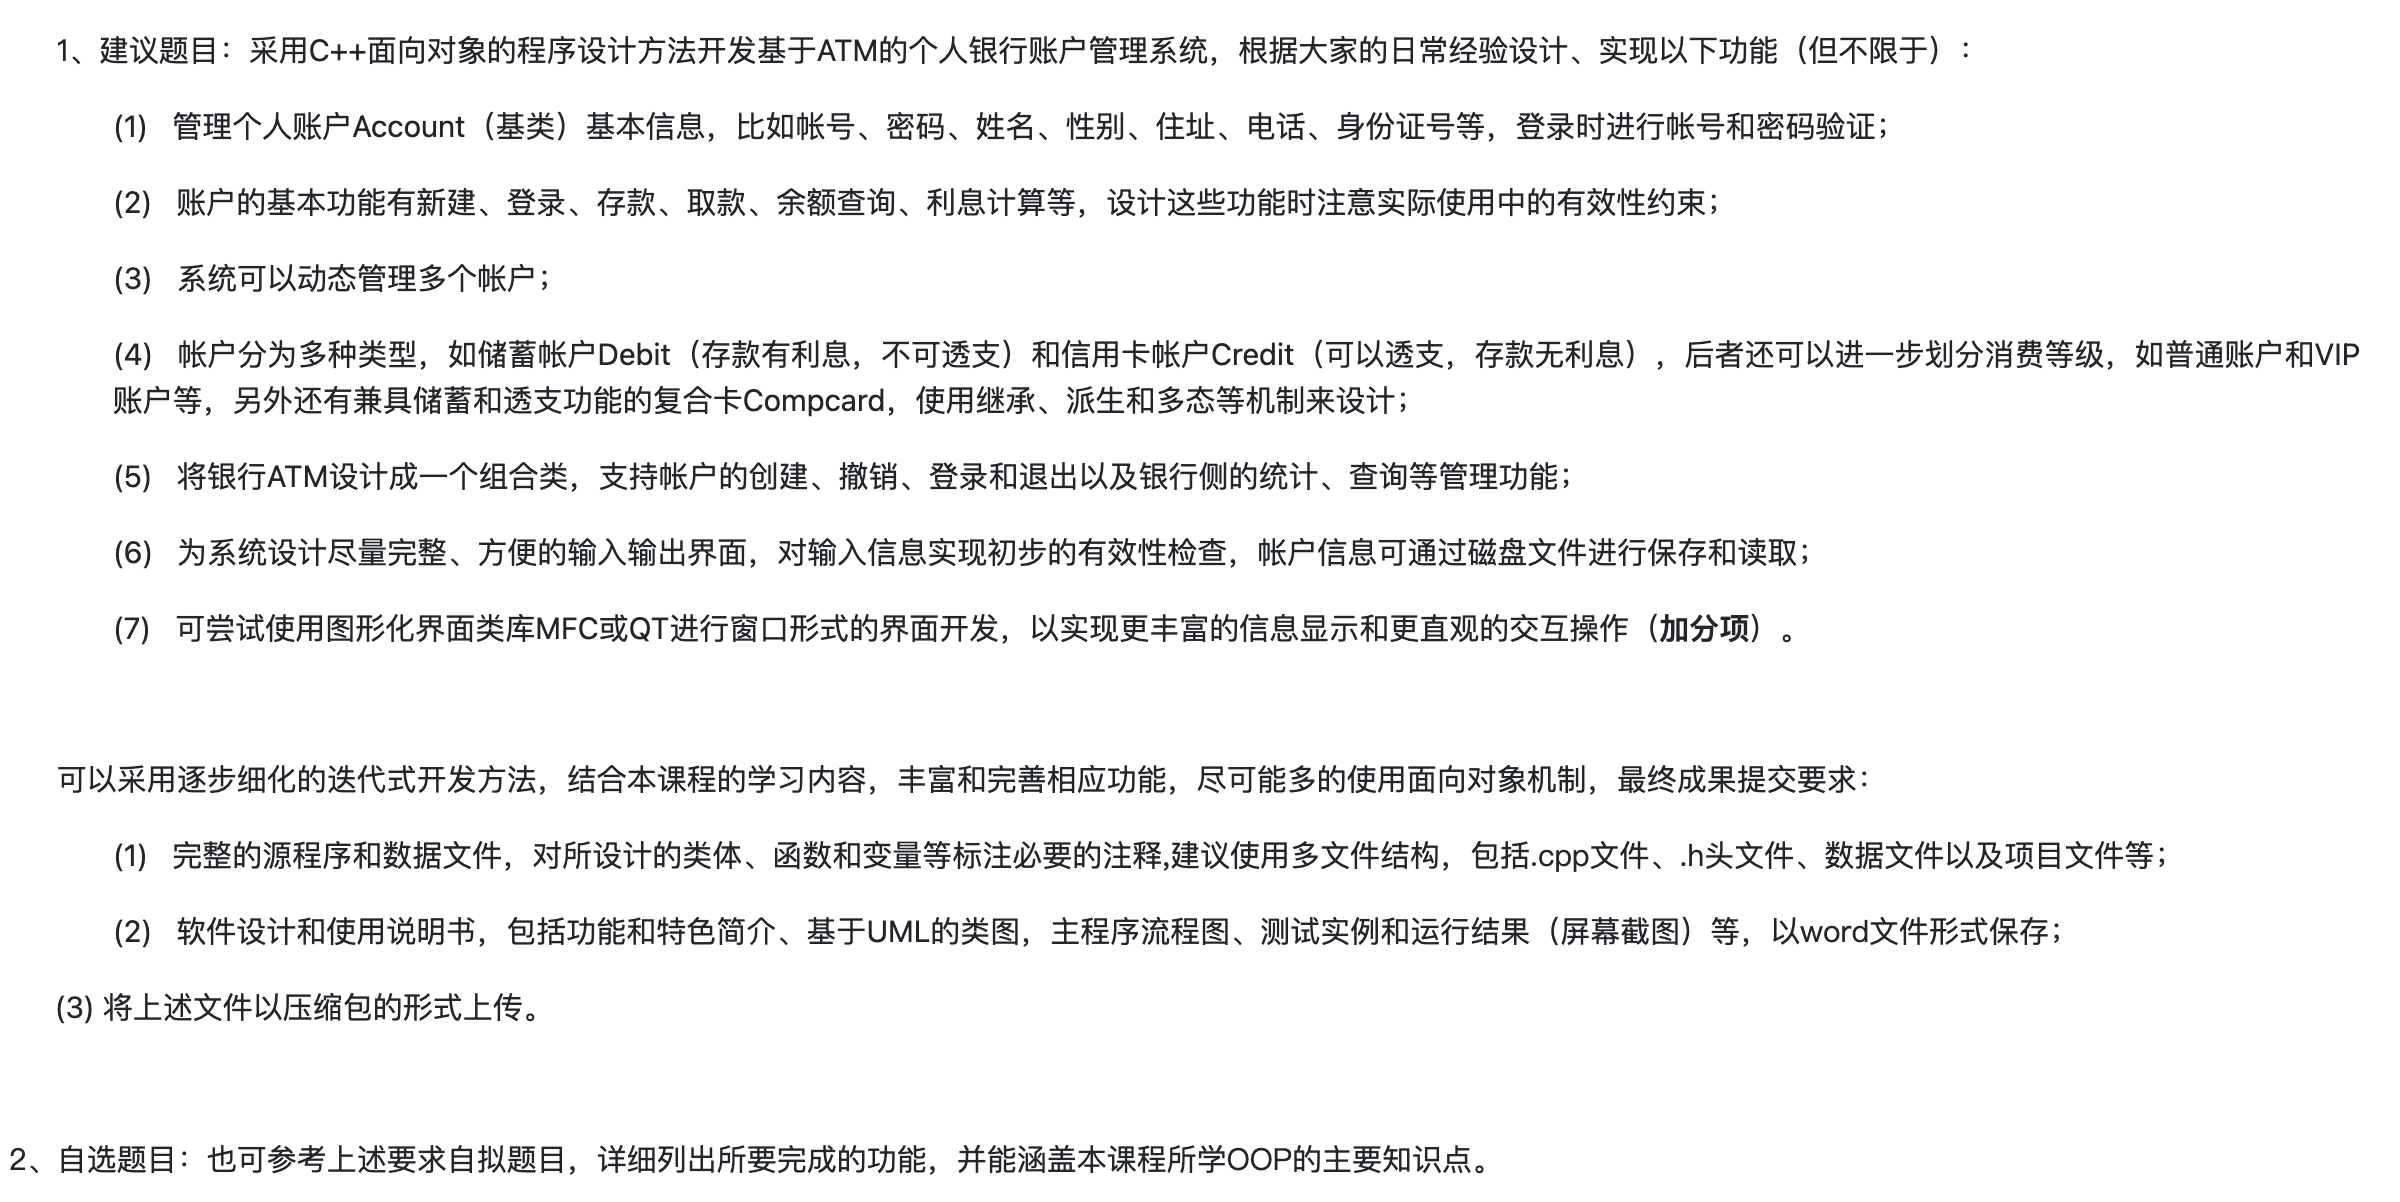 1、建议题目：采用C++面向对象的程序设计方法开发基于ATM的个人银行账户管理系统，根据大家的日常经验设计、实现以下功能（但不限于）：
(1) 管理个人账户Account（基类）基本信息，比如帐号、密码、姓名、性别、住址、电话、身份证号等，登录时进行帐号和密码验证；
(2) 账户的基本功能有新建、登录、存款、取款、余额查询、利息计算等，设计这些功能时注意实际使用中的有效性约束；
(3) 系统可以动态管理多个帐户；
(4) 帐户分为多种类型，如储蓄帐户Debit（存款有利息，不可透支）和信用卡帐户Credit（可以透支，存款无利息），后者还可以进一步划分消费等级，如普通账户和VIP
账户等，另外还有兼具储蓄和透支功能的复合卡Compcard，使用继承、派生和多态等机制来设计；
(5) 将银行ATM设计成一个组合类，支持帐户的创建、撤销、登录和退出以及银行侧的统计、查询等管理功能；
(6) 为系统设计尽量完整、方便的输入输出界面，对输入信息实现初步的有效性检查，帐户信息可通过磁盘文件进行保存和读取；
(7) 可尝试使用图形化界面类库MFC或QT进行窗口形式的界面开发，以实现更丰富的信息显示和更直观的交互操作（加分项）。
可以采用逐步细化的迭代式开发方法，结合本课程的学习内容，丰富和完善相应功能，尽可能多的使用面向对象机制，最终成果提交要求：
(1) 完整的源程序和数据文件，对所设计的类体、函数和变量等标注必要的注释,建议使用多文件结构，包括.cpp文件、.h头文件、数据文件以及项目文件等；
(2) 软件设计和使用说明书，包括功能和特色简介、基于UML的类图，主程序流程图、测试实例和运行结果（屏幕截图）等，以word文件形式保存；
(3) 将上述文件以压缩包的形式上传。
2、自选题目：也可参考上述要求自拟题目，详细列出所要完成的功能，并能涵盖本课程所学OOP的主要知识点。